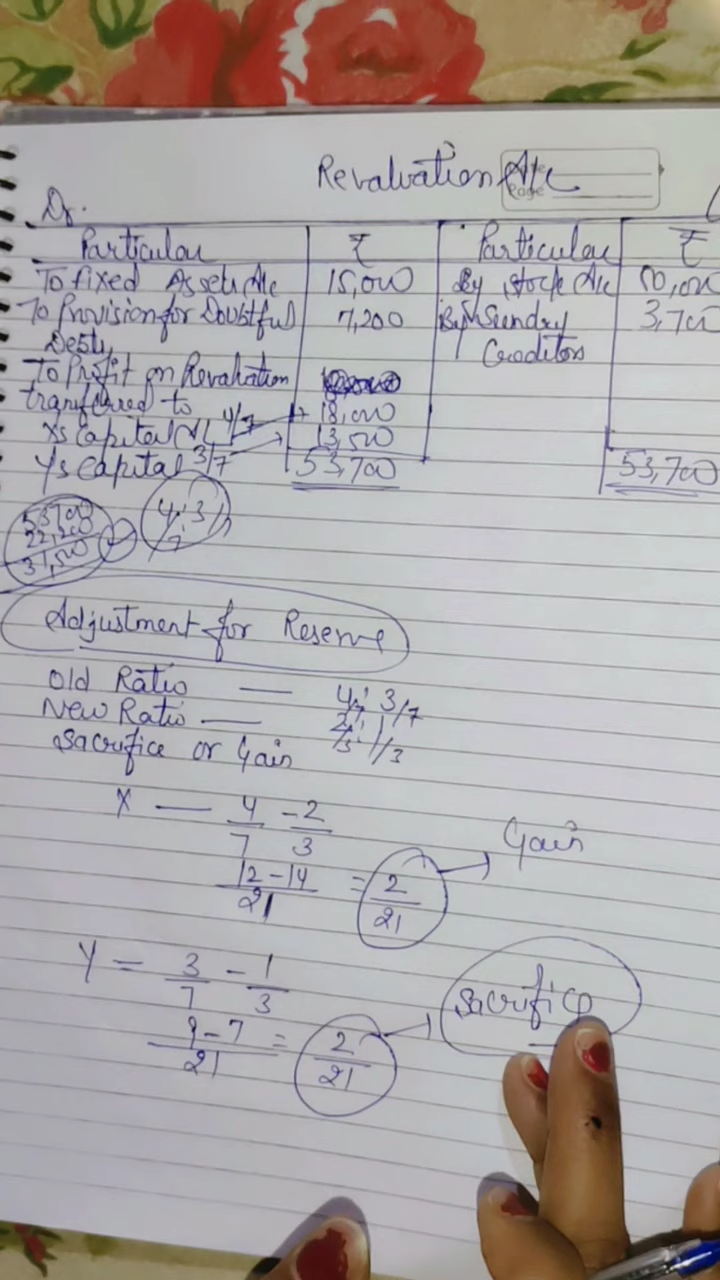 Revaluation A/c
Dr.
Particular ₹ Particular ₹
To fixed Assets A/c 15,000 By Stock A/c 50,000
To Provision for Doubtful 7,200 By Sundry 3,700
Debts Creditors
To Profit on Revaluation
transferred to
Xs Capital A/c 4/7 18,000
Ys Capital 3/7 13,500
53,700 53,700
53700
22,200
31,500
4:3/
7
Adjustment for Reserve
Old Ratio — 4: 3/7
New Ratio — 2: 1
/3 /3
Sacrifice or Gain
X — 4/7 - 2/3
12-14/21 = 2/21 Gain
Y = 3/7 - 1/3
9-7/21 = 2/21 Sacrifice